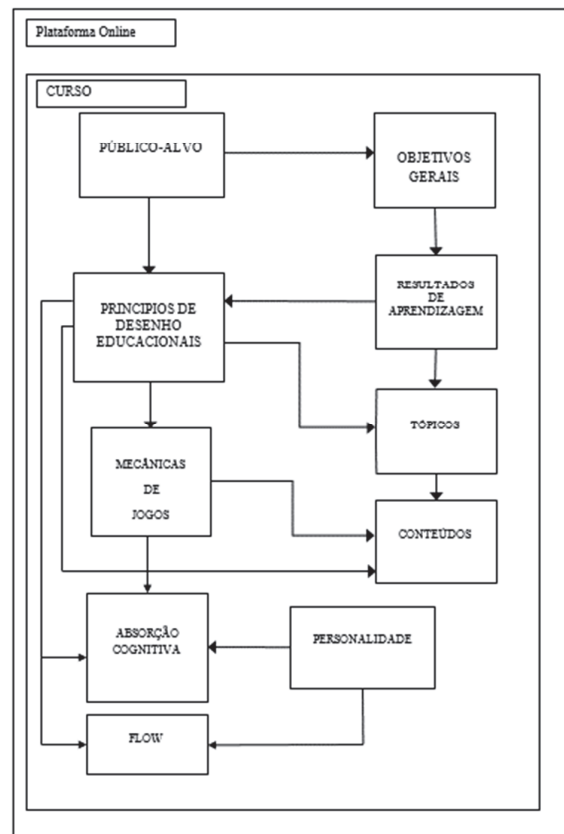 Plataforma Online
CURSO
PÚBLICO-ALVO
OBJETIVOS
GERAIS
RESULTADOS
DE
APRENDIZAGEM
PRINCIPIOS DE
DESENHO
EDUCACIONAIS
TÓPICOS
MECÂNICAS
DE
JOGOS
CONTEÚDOS
ABSORÇÃO
COGNITIVA
PERSONALIDADE
FLOW